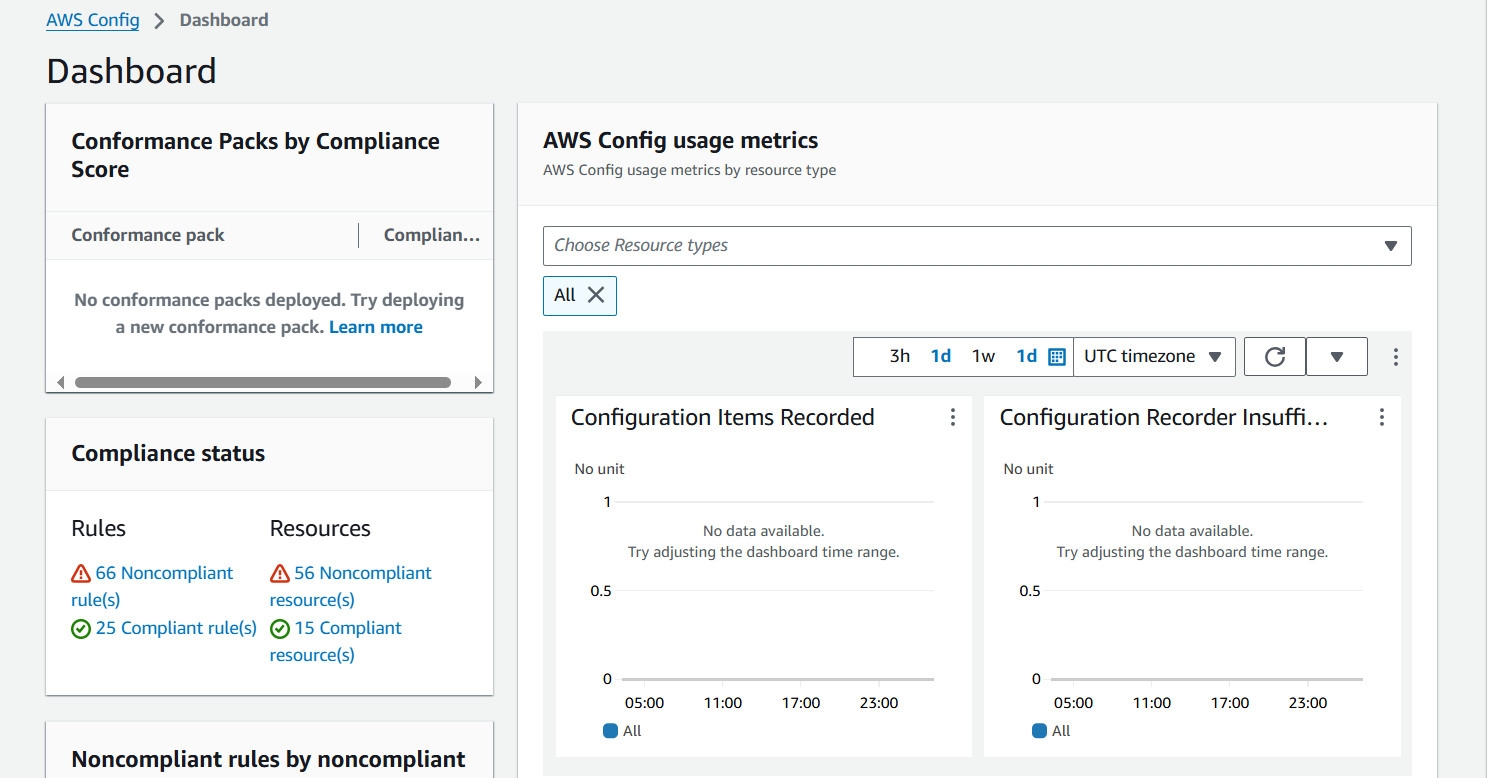 AWS Config > Dashboard
Dashboard
Conformance Packs by Compliance
Score
Conformance pack Complian...
No conformance packs deployed. Try deploying
a new conformance pack. Learn more
Compliance status
Rules Resources
66 Noncompliant
rule(s)
56 Noncompliant
resource(s)
25 Compliant rule(s)
15 Compliant
resource(s)
Noncompliant rules by noncompliant
AWS Config usage metrics
AWS Config usage metrics by resource type
Choose Resource types
All
3h 1d 1w 1d UTC timezone
Configuration Items Recorded
No unit
1
No data available.
Try adjusting the dashboard time range.
0.5
0
05:00 11:00 17:00 23:00
All
Configuration Recorder Insuffi...
No unit
1
No data available.
Try adjusting the dashboard time range.
0.5
0
05:00 11:00 17:00 23:00
All